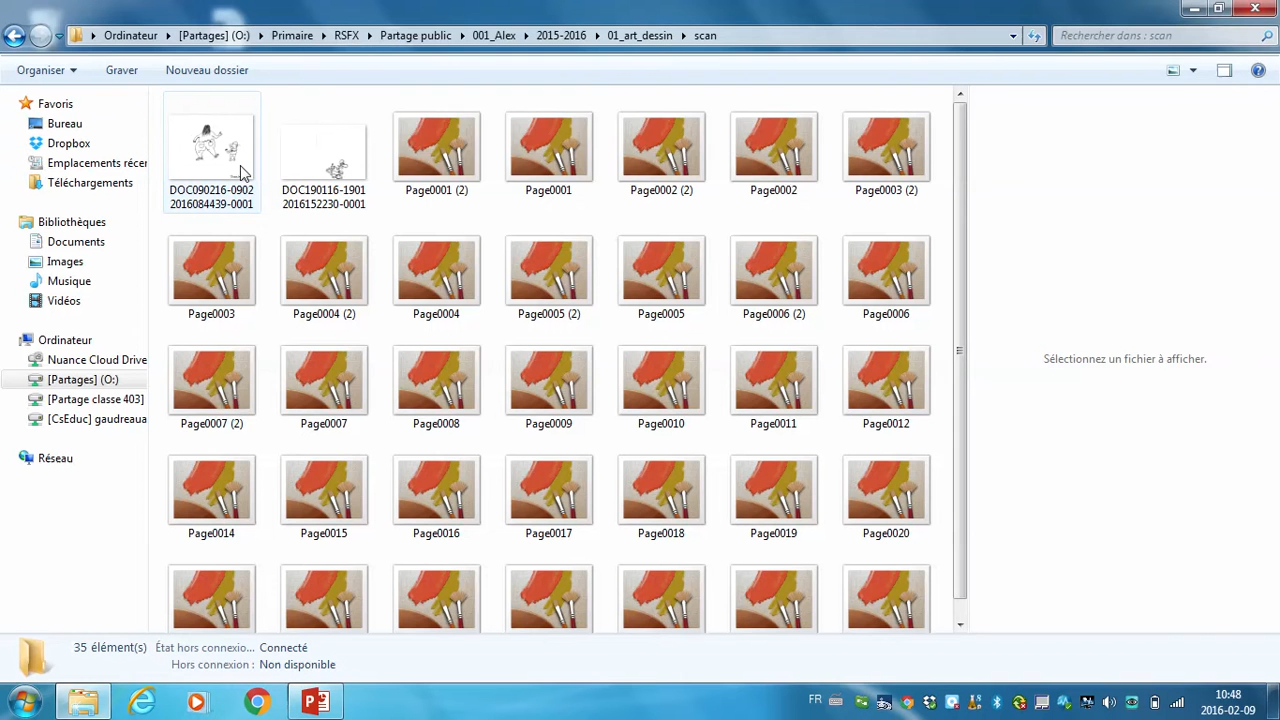 Ordinateur [Partages] (O:) Primaire RSFX Partage public 001_Alex 2015-2016 01_art_dessin scan
Rechercher dans : scan
Organiser Graver Nouveau dossier
Favoris
Bureau
Dropbox
Emplacements récer
Téléchargements
Bibliothèques
Documents
Images
Musique
Vidéos
Ordinateur
Nuance Cloud Drive
[Partages] (O:)
[Partage classe 403]
[CsEduc] gaudreaua
Réseau
DOC090216-0902
2016084439-0001
DOC190116-1901
2016152230-0001
Page0001 (2)
Page0001
Page0002 (2)
Page0002
Page0003 (2)
Page0003
Page0004 (2)
Page0004
Page0005 (2)
Page0005
Page0006 (2)
Page0006
Page0007 (2)
Page0007
Page0008
Page0009
Page0010
Page0011
Page0012
Page0014
Page0015
Page0016
Page0017
Page0018
Page0019
Page0020
Sélectionnez un fichier à afficher.
35 élément(s) État hors connexio... Connecté
Hors connexion : Non disponible
FR
10:48
2016-02-09